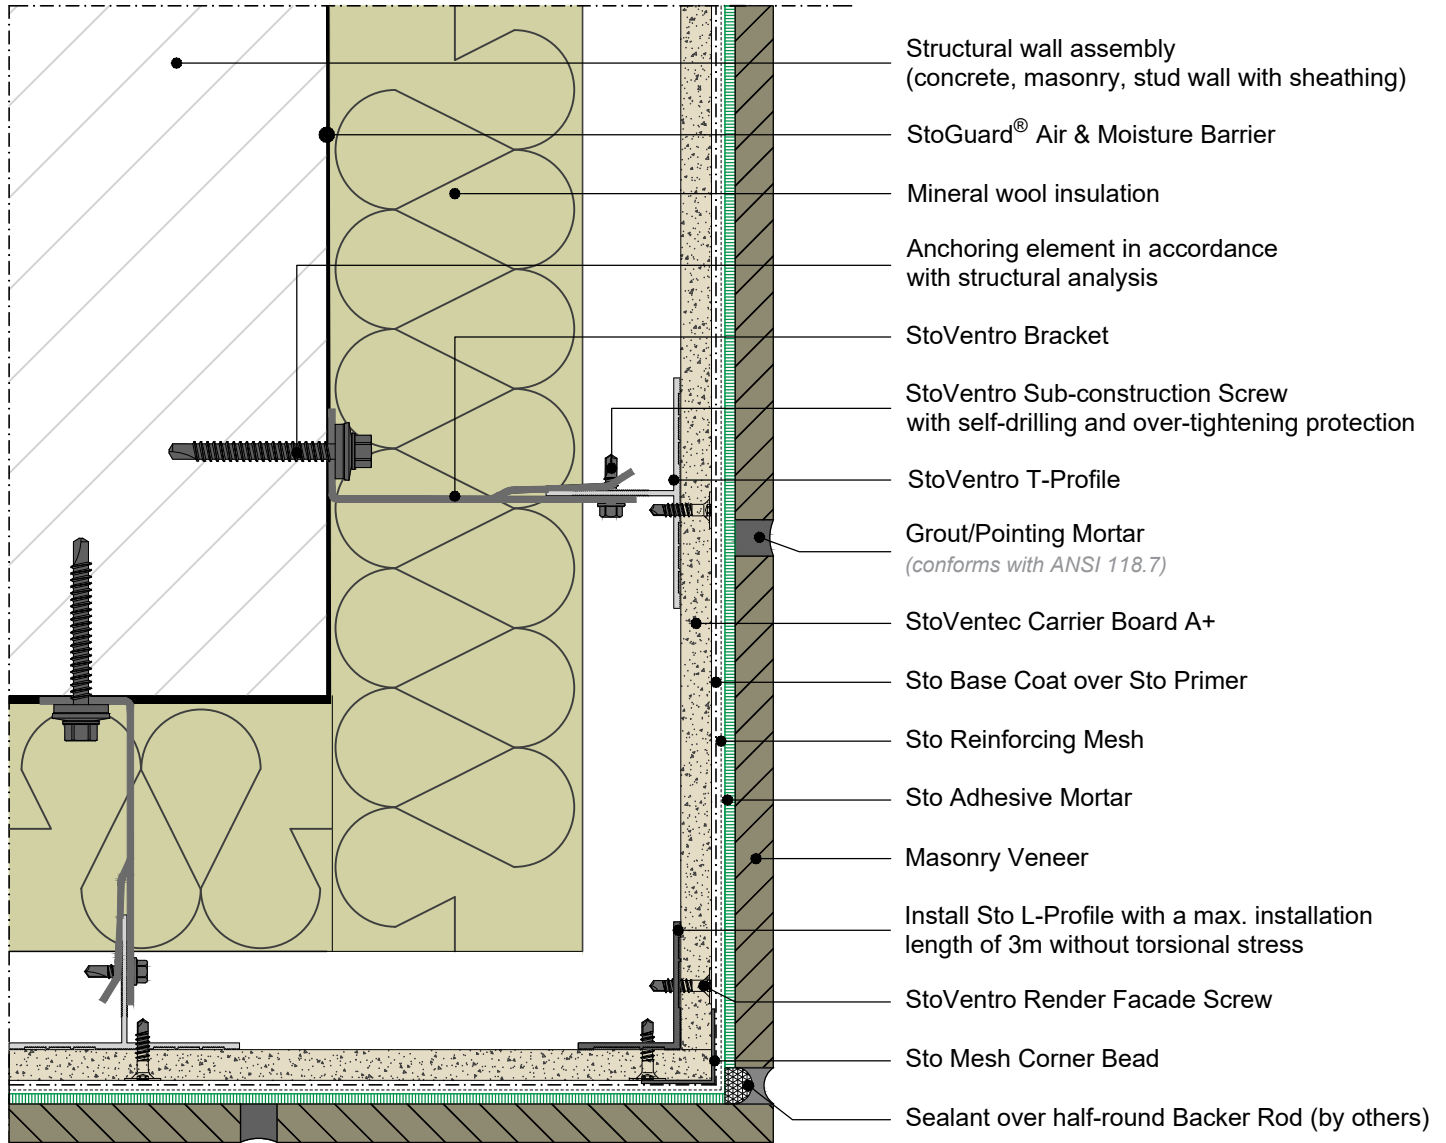 Structural wall assembly
(concrete, masonry, stud wall with sheathing)
StoGuard® Air & Moisture Barrier
Mineral wool insulation
Anchoring element in accordance
with structural analysis
StoVentro Bracket
StoVentro Sub-construction Screw
with self-drilling and over-tightening protection
StoVentro T-Profile
Grout/Pointing Mortar
(conforms with ANSI 118.7)
StoVentec Carrier Board A+
Sto Base Coat over Sto Primer
Sto Reinforcing Mesh
Sto Adhesive Mortar
Masonry Veneer
Install Sto L-Profile with a max. installation
length of 3m without torsional stress
StoVentro Render Facade Screw
Sto Mesh Corner Bead
Sealant over half-round Backer Rod (by others)